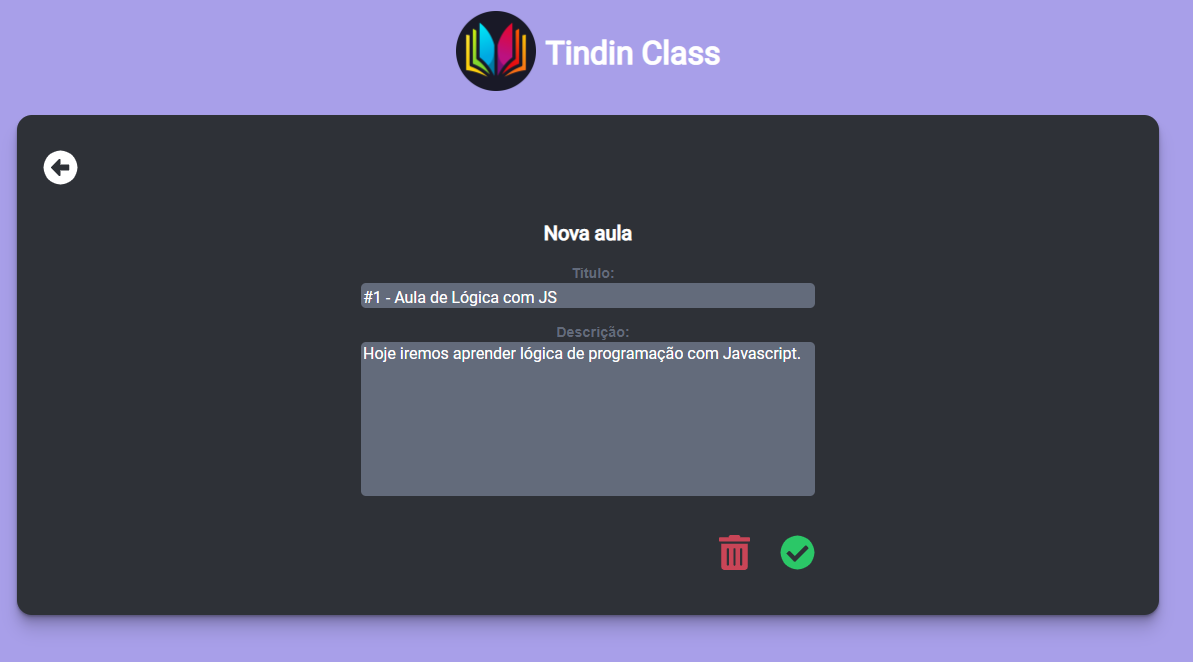 Tindin Class
Nova aula
Título:
#1 - Aula de Lógica com JS
Descrição:
Hoje iremos aprender lógica de programação com Javascript.